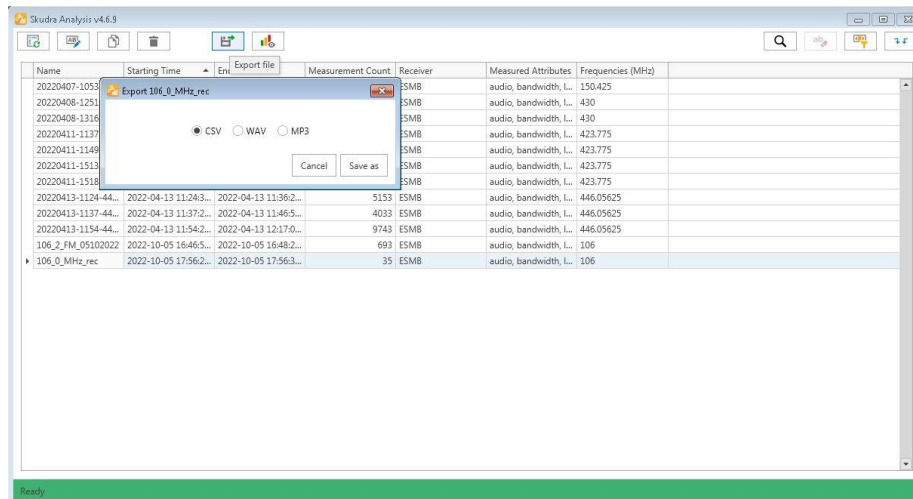 Skudra Analysis v4.6.9
Export file
Name Starting Time Measurement Count Receiver Measured Attributes Frequencies (MHz)
20220407-1053 ESMB audio, bandwidth, l... 150.425
Export 106_0_MHz_rec
20220408-1251 ESMB audio, bandwidth, l... 430
20220408-1316 ESMB audio, bandwidth, l... 430
CSV WAV MP3
20220411-1137 ESMB audio, bandwidth, l... 423.775
20220411-1149 ESMB audio, bandwidth, l... 423.775
20220411-1513 ESMB audio, bandwidth, l... 423.775
Cancel Save as
20220411-1518 ESMB audio, bandwidth, l... 423.775
20220413-1124-44... 2022-04-13 11:24:3... 2022-04-13 11:36:2... 5153 ESMB audio, bandwidth, l... 446.05625
20220413-1137-44... 2022-04-13 11:37:2... 2022-04-13 11:46:5... 4033 ESMB audio, bandwidth, l... 446.05625
20220413-1154-44... 2022-04-13 11:54:2... 2022-04-13 12:17:0... 9743 ESMB audio, bandwidth, l... 446.05625
106_2_FM_05102022 2022-10-05 16:46:5... 2022-10-05 16:48:2... 693 ESMB audio, bandwidth, l... 106
106_0_MHz_rec 2022-10-05 17:56:2... 2022-10-05 17:56:3... 35 ESMB audio, bandwidth, l... 106
Ready